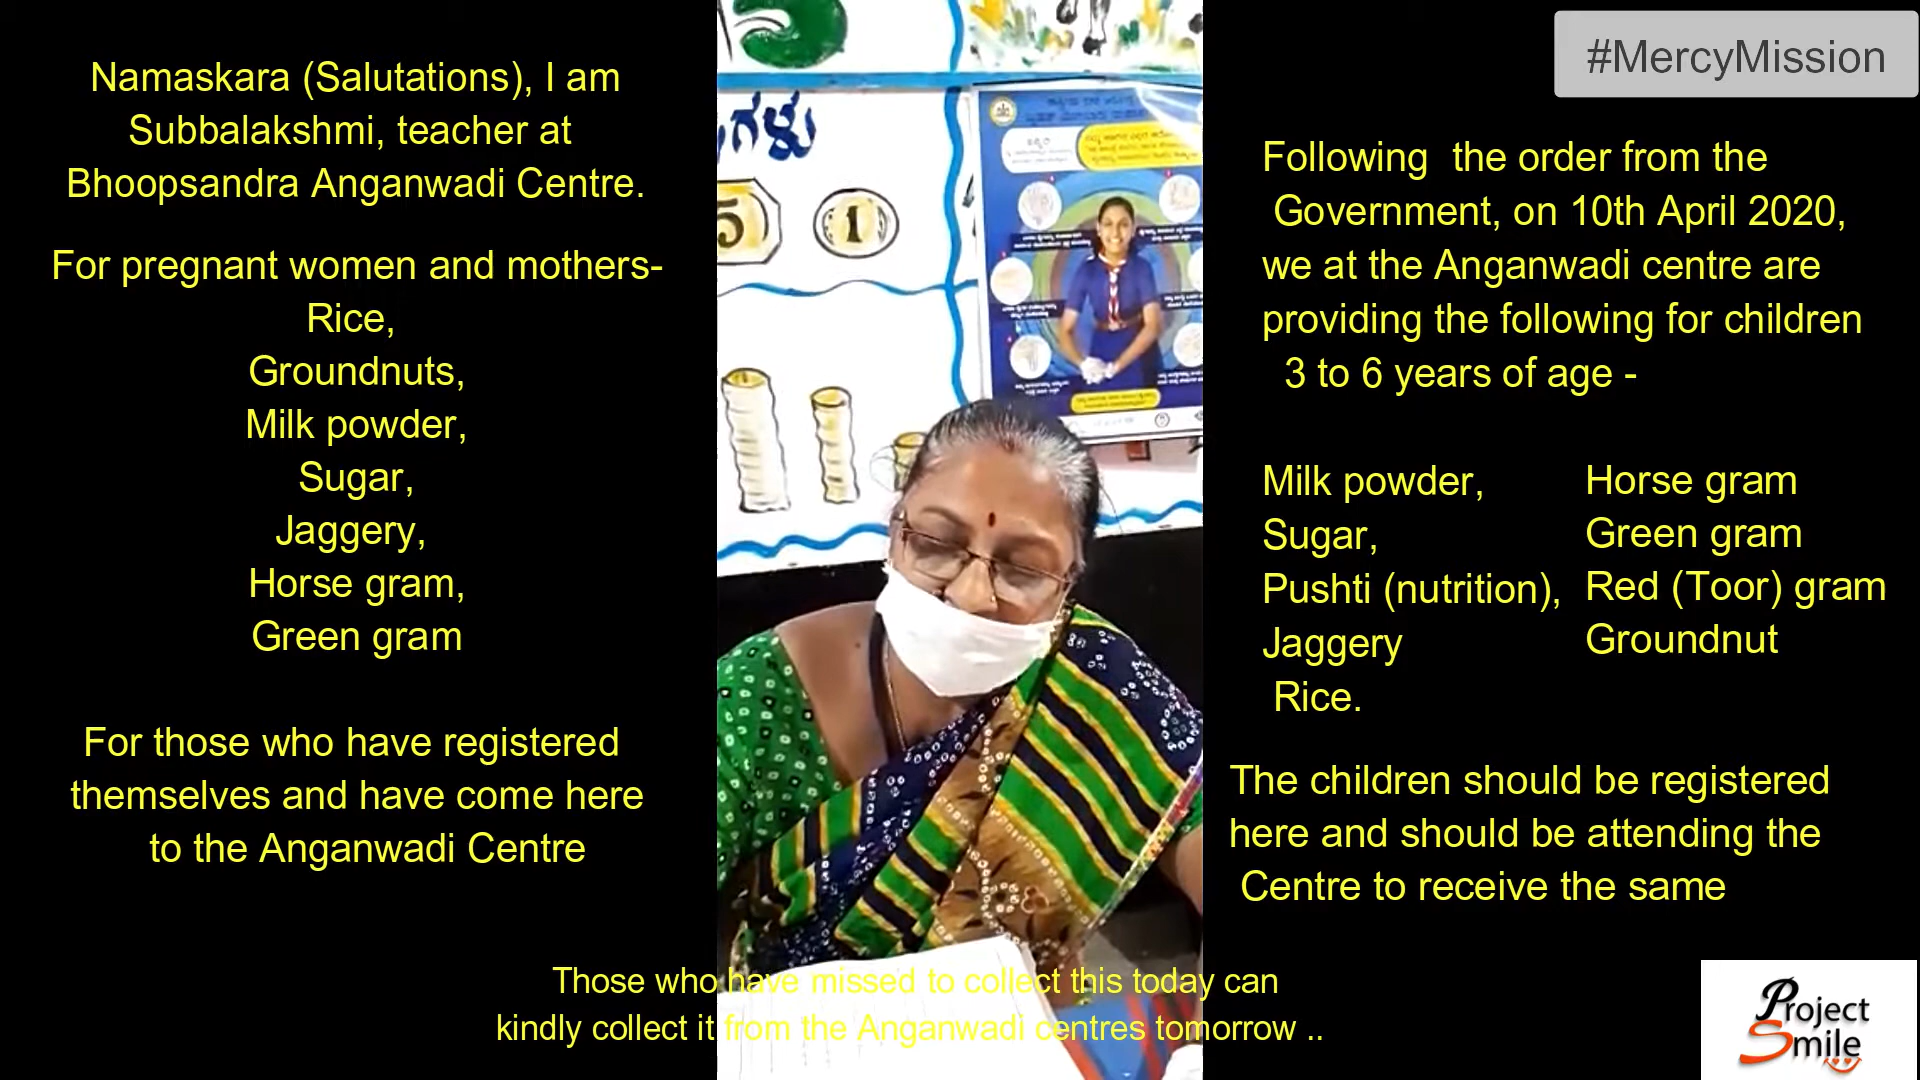 #MercyMission
Namaskara (Salutations), I am
Subbalakshmi, teacher at
Bhoopsandra Anganwadi Centre.
For pregnant women and mothers-
Rice,
Groundnuts,
Milk powder,
Sugar,
Jaggery,
Horse gram,
Green gram
For those who have registered
themselves and have come here
to the Anganwadi Centre
ಗಳು
5
1
Following the order from the
Government, on 10th April 2020,
we at the Anganwadi centre are
providing the following for children
3 to 6 years of age -
Milk powder,
Sugar,
Pushti (nutrition),
Jaggery
Rice.
Horse gram
Green gram
Red (Toor) gram
Groundnut
The children should be registered
here and should be attending the
Centre to receive the same
Those who have missed to collect this today can
kindly collect it from the Anganwadi centres tomorrow ..
Project
Smile